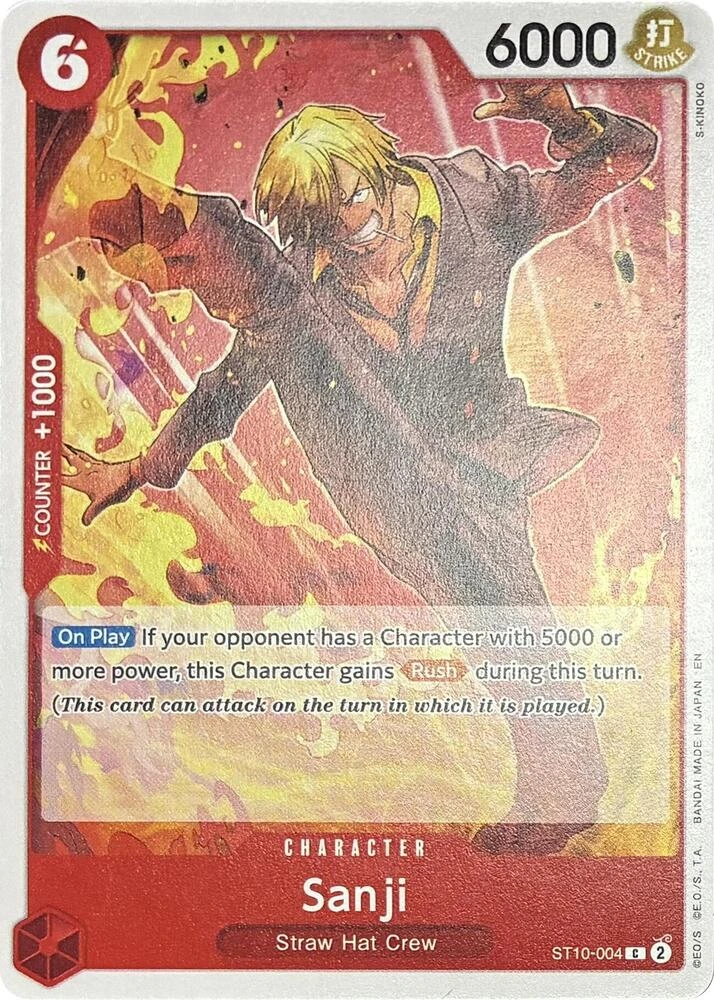 6
6000
打
STRIKE
S-KINOKO
COUNTER +1000
On Play If your opponent has a Character with 5000 or
more power, this Character gains Rush during this turn.
(This card can attack on the turn in which it is played.)
CHARACTER
Sanji
Straw Hat Crew
ST10-004 C 2
©E.O/S ©E.O./S., T.A. BANDAI MADE IN JAPAN EN